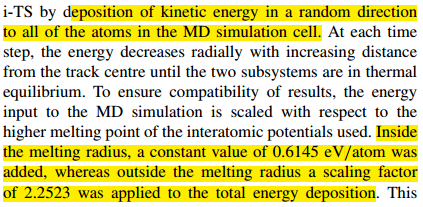 i-TS by deposition of kinetic energy in a random direction
to all of the atoms in the MD simulation cell. At each time
step, the energy decreases radially with increasing distance
from the track centre until the two subsystems are in thermal
equilibrium. To ensure compatibility of results, the energy
input to the MD simulation is scaled with respect to the
higher melting point of the interatomic potentials used. Inside
the melting radius, a constant value of 0.6145 eV/atom was
added, whereas outside the melting radius a scaling factor
of 2.2523 was applied to the total energy deposition. This